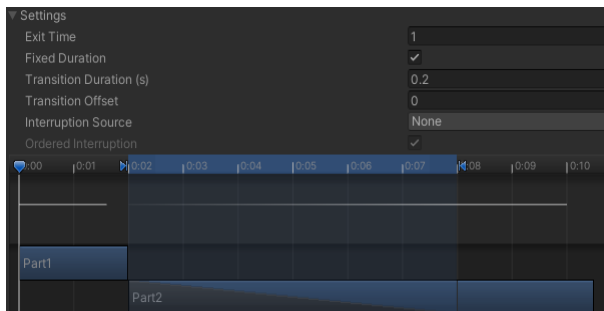 Settings
Exit Time 1
Fixed Duration
Transition Duration (s) 0.2
Transition Offset 0
Interruption Source None
Ordered Interruption
:00 0:01 0:02 0:03 0:04 0:05 0:06 0:07 :08 0:09 0:10
Part1
Part2